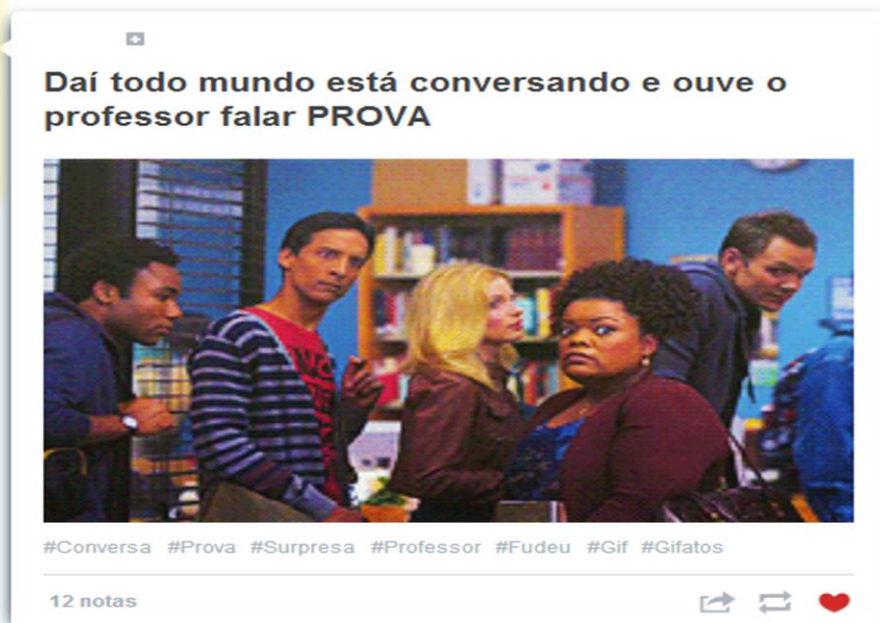 Daí todo mundo está conversando e ouve o
professor falar PROVA
#Conversa #Prova #Surpresa #Professor #Fudeu #Gif #Gifatos
12 notas